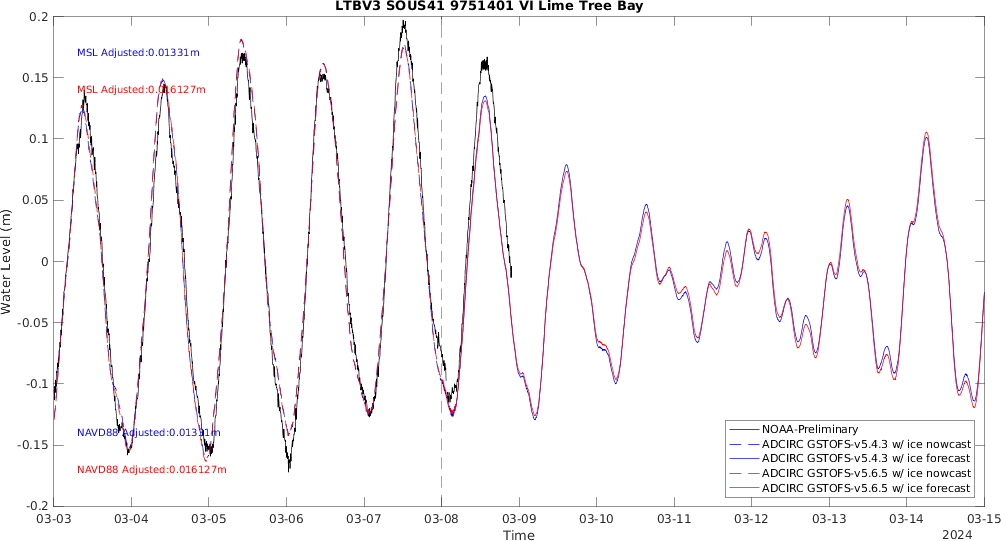 LTBV3 SOUS41 9751401 VI Lime Tree Bay
0.2
0.15
0.1
0.05
0
-0.05
-0.1
-0.15
-0.2
Water Level (m)
MSL Adjusted:0.01331m
MSL Adjusted:0.016127m
NAVD88 Adjusted:0.01331m
NAVD88 Adjusted:0.016127m
NOAA-Preliminary
ADCIRC GSTOFS-v5.4.3 w/ ice nowcast
ADCIRC GSTOFS-v5.4.3 w/ ice forecast
ADCIRC GSTOFS-v5.6.5 w/ ice nowcast
ADCIRC GSTOFS-v5.6.5 w/ ice forecast
03-03 03-04 03-05 03-06 03-07 03-08 03-09 03-10 03-11 03-12 03-13 03-14 03-15
Time
2024